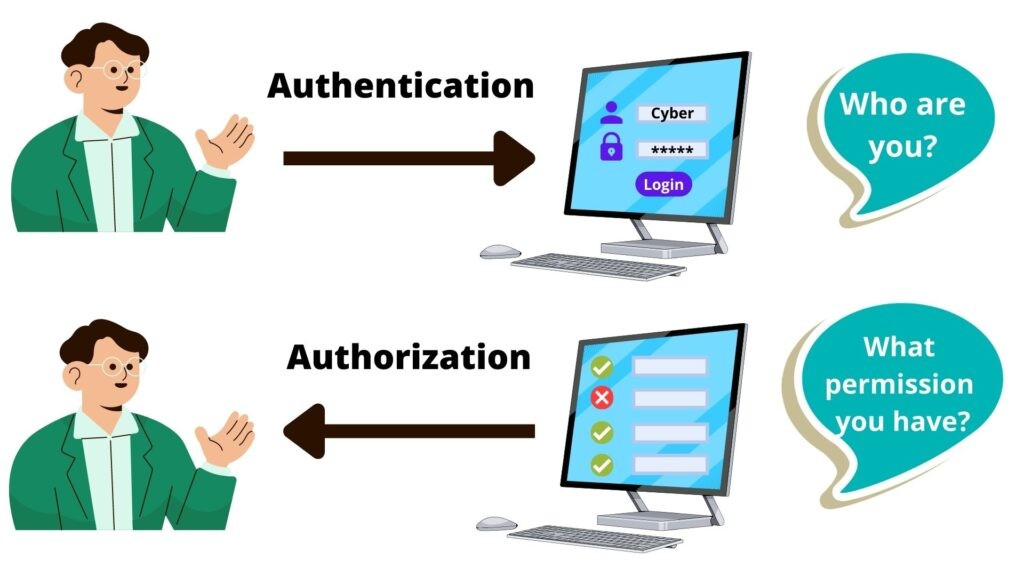 Authentication
Cyber
*****
Login
Who are
you?
Authorization
What
permission
you have?